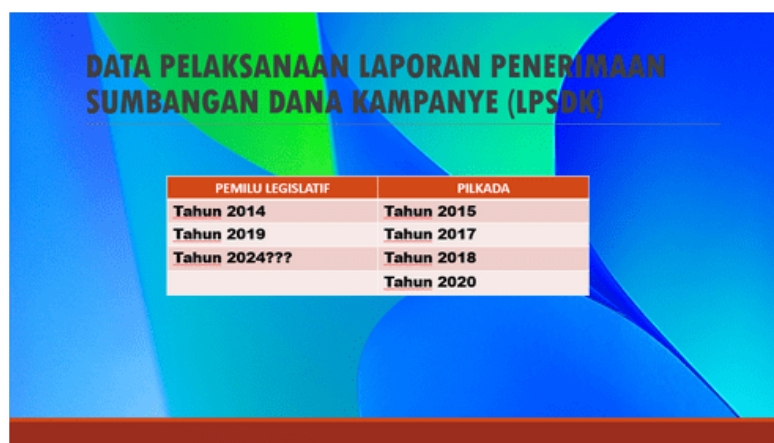 DATA PELAKSANAAN LAPORAN PENERIMAAN
SUMBANGAN DANA KAMPANYE (LPSDK)
PEMILU LEGISLATIF PILKADA
Tahun 2014 Tahun 2015
Tahun 2019 Tahun 2017
Tahun 2024??? Tahun 2018
Tahun 2020